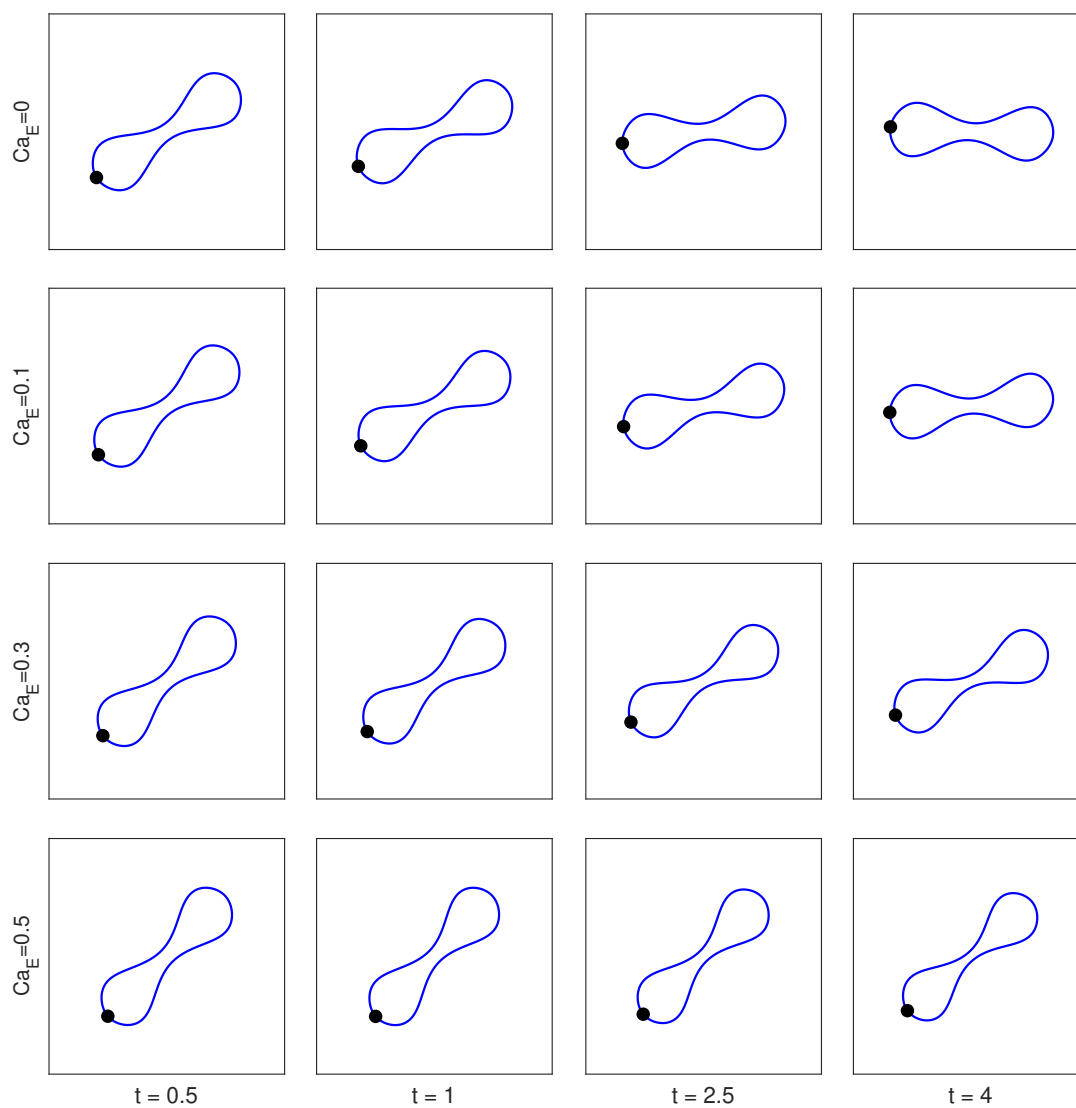 Ca_E=0
Ca_E=0.1
Ca_E=0.3
Ca_E=0.5
t = 0.5
t = 1
t = 2.5
t = 4